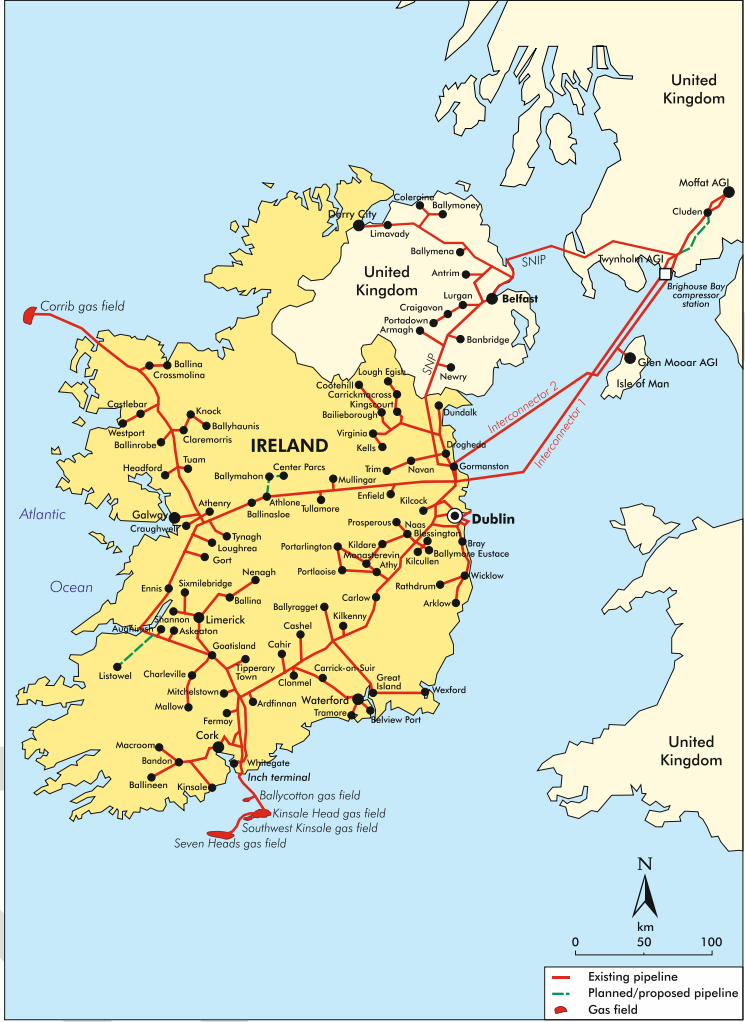 United
Kingdom
Moffat AGI
Coleraine
Ballymoney
Cluden
Derry City
Limavady
Ballymena
SNIP
Twynholm AGI
United
Kingdom
Antrim
Brighouse Bay
compressor
station
Lurgan
Belfast
Corrib gas field
Craigavon
Portadown
Armagh
Banbridge
SNP
Glen Mooar AGI
Ballina
Crossmolina
Lough Egish
Newry
Isle of Man
Cootehill
Carrickmacross
Castlebar
Knock
Kingscourt
Bailieborough
Dundalk
Interconnector 2
Interconnector 1
Westport
Ballyhaunis
Virginia
Ballinrobe
Claremorris
IRELAND
Kells
Drogheda
Tuam
Headford
Center Parcs
Ballymahon
Trim
Navan
Gormanston
Mullingar
Enfield
Athenry
Athlone
Tullamore
Kilcock
Atlantic
Galway
Ballinasloe
Craughwell
Prosperous
Naas
Dublin
Tynagh
Blessington
Loughrea
Portarlington
Kildare
Bray
Monasterevin
Ballymore Eustace
Gort
Athy
Kilcullen
Nenagh
Portlaoise
Wicklow
Ocean
Ennis
Sixmilebridge
Rathdrum
Ballina
Carlow
Arklow
Ballyragget
Shannon
Limerick
Kilkenny
Aughinish
Askeaton
Cashel
Goatisland
Cahir
Listowel
Charleville
Tipperary
Town
Carrick-on-Suir
Great
Island
Clonmel
Mitchelstown
Wexford
Mallow
Ardfinnan
Waterford
Fermoy
Tramore
Belview Port
Cork
Macroom
United
Kingdom
Bandon
Whitegate
Inch terminal
Ballineen
Kinsale
Ballycotton gas field
Kinsale Head gas field
Southwest Kinsale gas field
Seven Heads gas field
N
km
0 50 100
Existing pipeline
Planned/proposed pipeline
Gas field